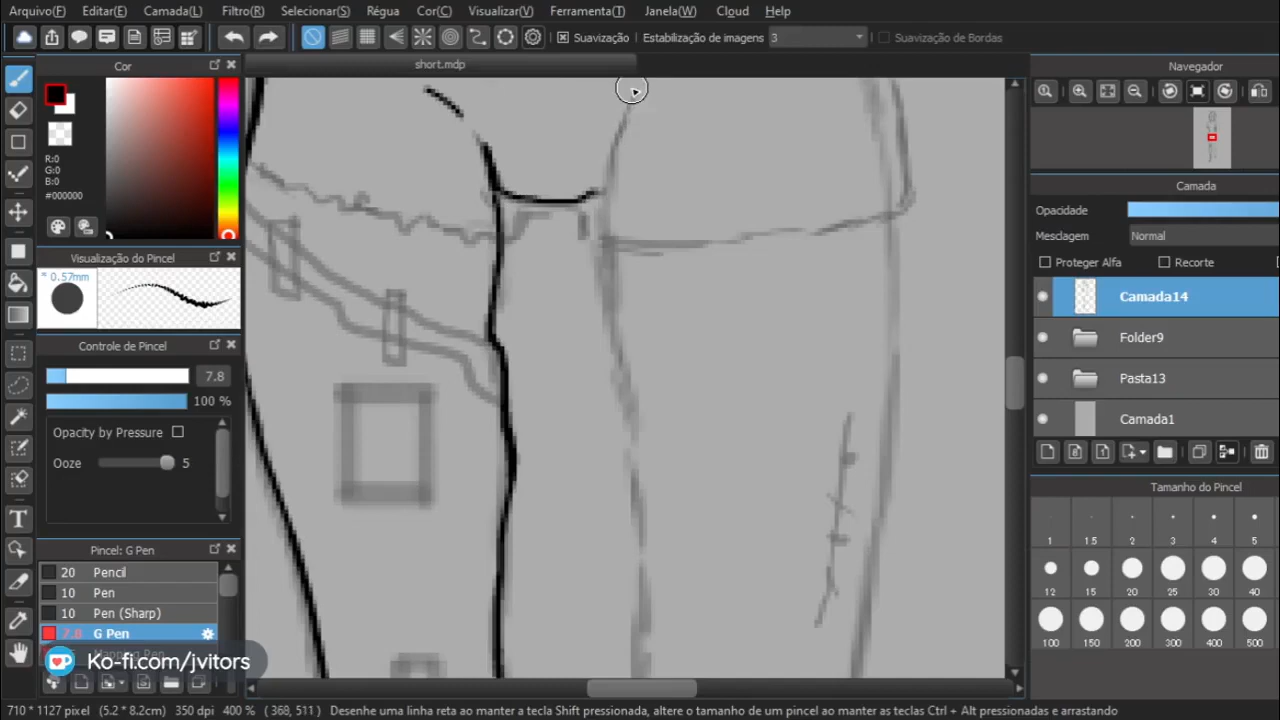 Arquivo(F) Editar(E) Camada(L) Filtro(R) Selecionar(S) Régua Cor(C) Visualizar(V) Ferramenta(T) Janela(W) Cloud Help
Suavização Estabilização de imagens 3 Suavização de Bordas
Cor
short.mdp
Navegador
R:0
G:0
B:0
#000000
Camada
Opacidade
Mesclagem Normal
Proteger Alfa Recorte
Visualização do Pincel
* 0.57mm
Camada14
Folder9
Pasta13
Camada1
Controle de Pincel
7.8
100 %
Opacity by Pressure
Ooze 5
Tamanho do Pincel
1 1.5 2 3 4 5
12 15 20 25 30 40
100 150 200 300 400 500
Pincel: G Pen
20 Pencil
10 Pen
10 Pen (Sharp)
7.8 G Pen
Ko-fi.com/jvitors
710 * 1127 pixel (5.2 * 8.2cm) 350 dpi 400 % ( 368, 511 ) Desenhe uma linha reta ao manter a tecla Shift pressionada, altere o tamanho de um pincel ao manter as teclas Ctrl + Alt pressionadas e arrastando